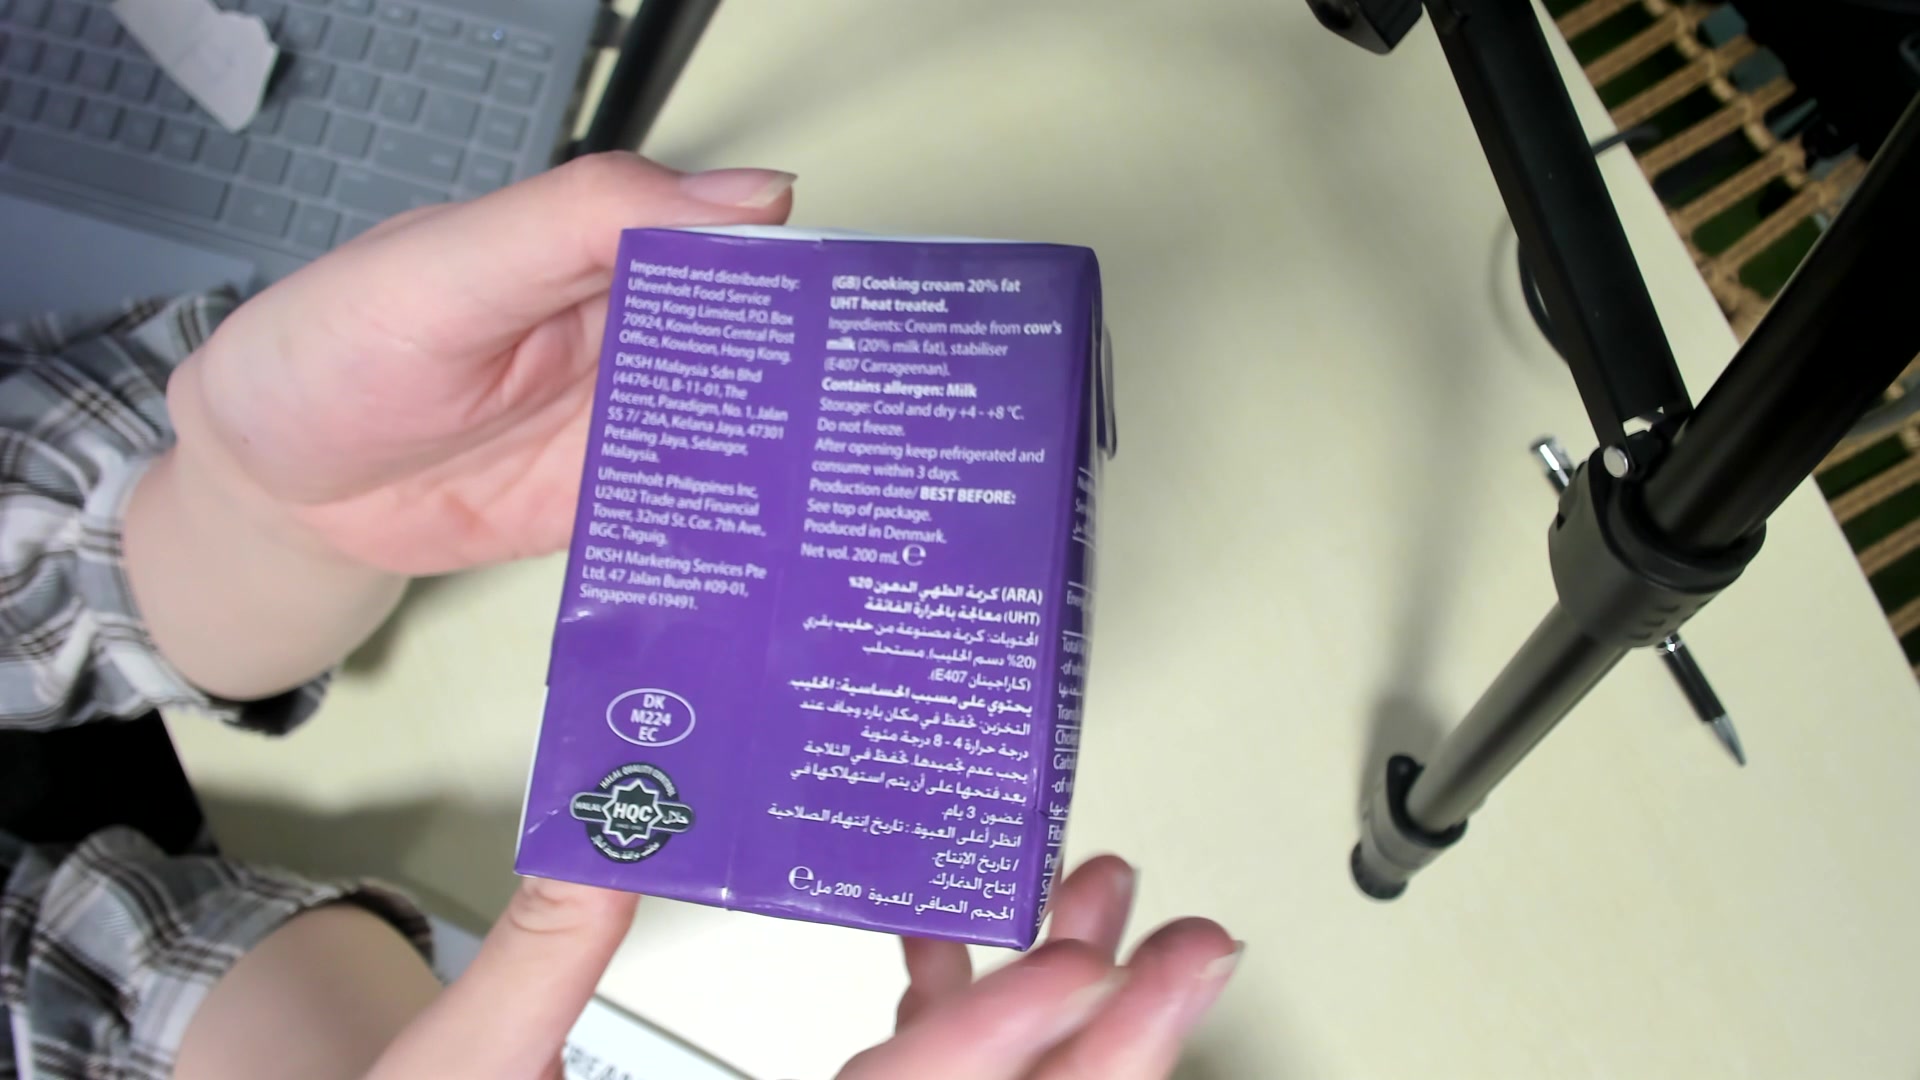 Imported and distributed by:
Uhrenholt Food Service
Hong Kong Limited, P.O. Box
70924, Kowloon Central Post
Office, Kowloon, Hong Kong.
DKSH Malaysia Sdn Bhd
(4476-U), B-11-01, The
Ascent, Paradigm, No. 1, Jalan
SS 7/ 26A, Kelana Jaya, 47301
Petaling Jaya, Selangor,
Malaysia.
Uhrenholt Philippines Inc,
U2402 Trade and Financial
Tower, 32nd St. Cor. 7th Ave.,
BGC, Taguig.
DKSH Marketing Services Pte
Ltd, 47 Jalan Buroh #09-01,
Singapore 619491.
DK
M224
EC
HALAL QUALITY CONTROL
HALAL HQC حلال
(GB) Cooking cream 20% fat
UHT heat treated.
Ingredients: Cream made from cow's
milk (20% milk fat), stabiliser
(E407 Carrageenan).
Contains allergen: Milk
Storage: Cool and dry +4 - +8 °C.
Do not freeze.
After opening keep refrigerated and
consume within 3 days.
Production date/ BEST BEFORE:
See top of package.
Produced in Denmark.
Net vol. 200 mL ℮
(ARA) كريمة الطهي الدهون 20%
(UHT) معالجة بالحرارة الفائقة
المحتويات: كريمة مصنوعة من حليب بقري
(20% دسم الحليب)، مستحلب
(كاراجينان E407).
يحتوي على مسبب الحساسية: الحليب
التخزين: تحفظ في مكان بارد وجاف عند
درجة حرارة 4 - 8 درجة مئوية
يجب عدم تجميدها. تحفظ في الثلاجة
بعد فتحها على أن يتم استهلاكها في
غضون 3 يام.
انظر أعلى العبوة.: تاريخ إنتهاء الصلاحية
/ تاريخ الإنتاج.
إنتاج الدنمارك.
الحجم الصافي للعبوة 200 مل ℮